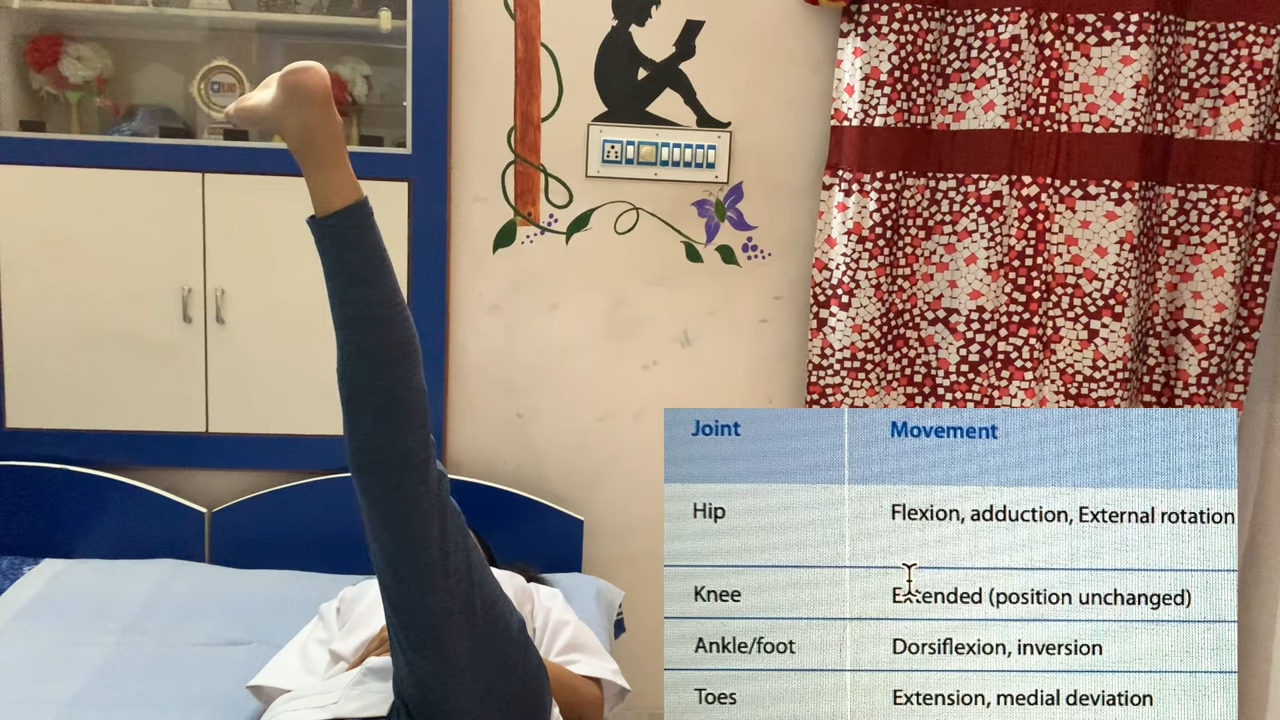 Joint Movement
Hip Flexion, adduction, External rotation
Knee Extended (position unchanged)
Ankle/foot Dorsiflexion, inversion
Toes Extension, medial deviation